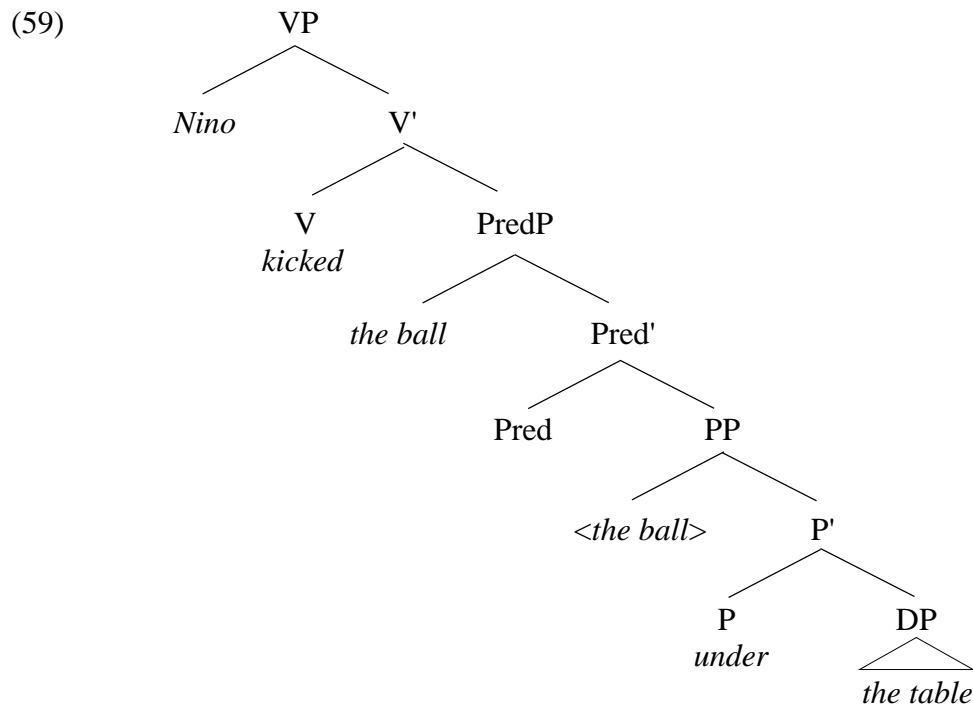 (59) VP
Nino V'
V PredP
kicked
the ball Pred'
Pred PP
<the ball> P'
P DP
under
the table